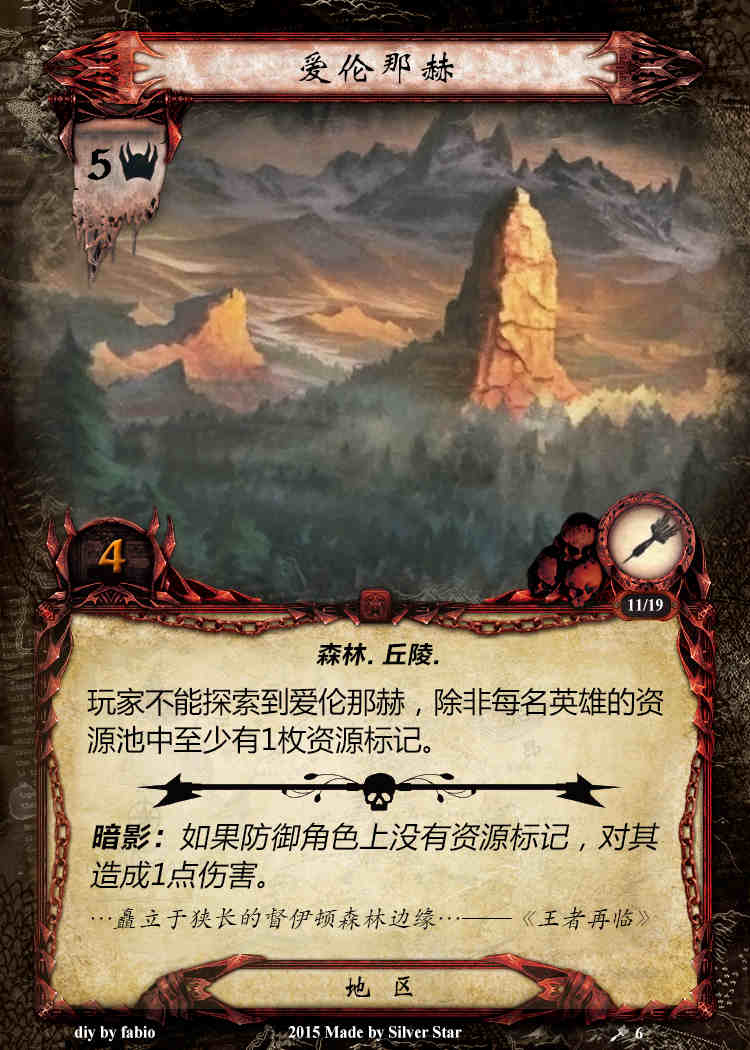 爱伦那赫
5
4
11/19
森林. 丘陵.
玩家不能探索到爱伦那赫，除非每名英雄的资
源池中至少有1枚资源标记。
暗影：如果防御角色上没有资源标记，对其
造成1点伤害。
…矗立于狭长的督伊顿森林边缘…——《王者再临》
地 区
diy by fabio
2015 Made by Silver Star
6